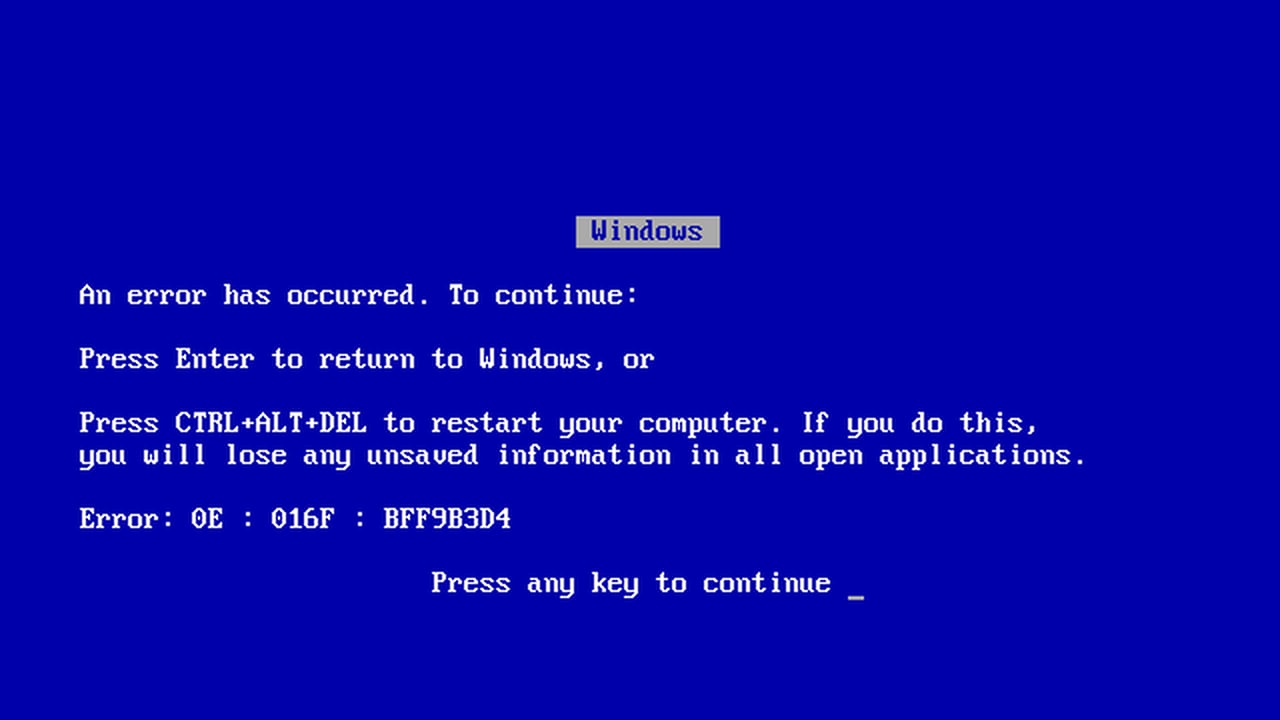 Windows
An error has occurred. To continue:
Press Enter to return to Windows, or
Press CTRL+ALT+DEL to restart your computer. If you do this,
you will lose any unsaved information in all open applications.
Error: 0E : 016F : BFF9B3D4
Press any key to continue _